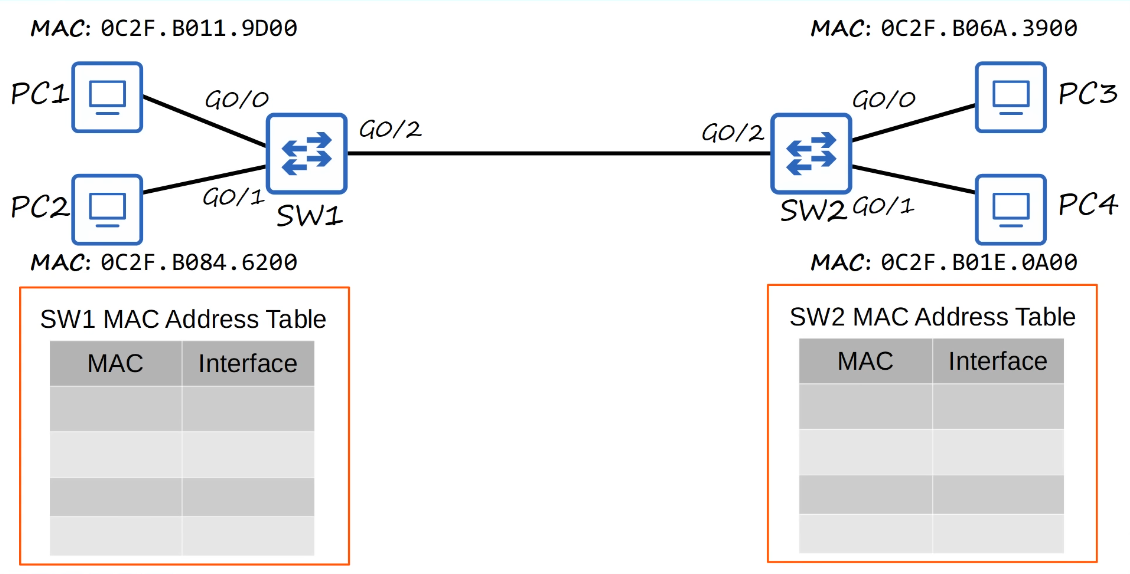 MAC: 0C2F.B011.9D00
MAC: 0C2F.B06A.3900
PC1
G0/0
G0/2
G0/2
G0/0
PC3
PC2
G0/1
SW1
SW2
G0/1
PC4
MAC: 0C2F.B084.6200
MAC: 0C2F.B01E.0A00
SW1 MAC Address Table
MAC Interface
SW2 MAC Address Table
MAC Interface